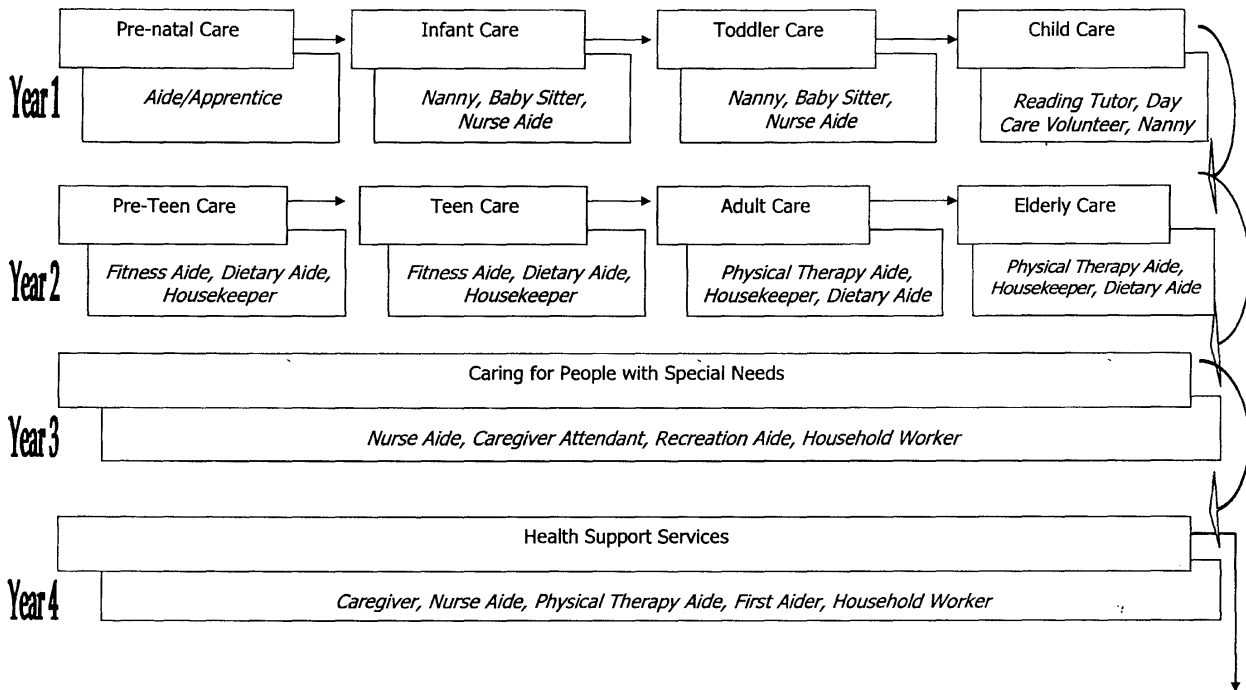 Pre-natal Care
Infant Care
Toddler Care
Child Care
Year 1
Aide/Apprentice
Nanny, Baby Sitter,
Nurse Aide
Nanny, Baby Sitter,
Nurse Aide
Reading Tutor, Day
Care Volunteer, Nanny
Pre-Teen Care
Teen Care
Adult Care
Elderly Care
Year 2
Fitness Aide, Dietary Aide,
Housekeeper
Fitness Aide, Dietary Aide,
Housekeeper
Physical Therapy Aide,
Housekeeper, Dietary Aide
Physical Therapy Aide,
Housekeeper, Dietary Aide
Caring for People with Special Needs
Year 3
Nurse Aide, Caregiver Attendant, Recreation Aide, Household Worker
Health Support Services
Year 4
Caregiver, Nurse Aide, Physical Therapy Aide, First Aider, Household Worker